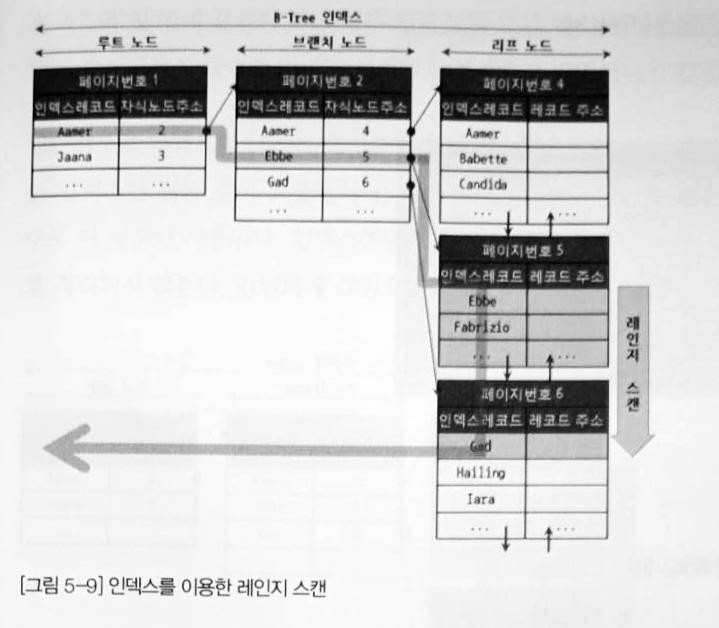 B-Tree 인덱스
루트 노드
브랜치 노드
리프 노드
페이지번호 1
인덱스레코드 자식노드주소
Aamer 2
Jaana 3
... ...
페이지번호 2
인덱스레코드 자식노드주소
Aamer 4
Ebbe 5
Gad 6
... ...
페이지번호 4
인덱스레코드 레코드 주소
Aamer
Babette
Candida
... ...
페이지번호 5
인덱스레코드 레코드 주소
Ebbe
Fabrizio
... ...
페이지번호 6
인덱스레코드 레코드 주소
Gad
Hailing
Iara
... ...
레인지 스캔
[그림 5-9] 인덱스를 이용한 레인지 스캔